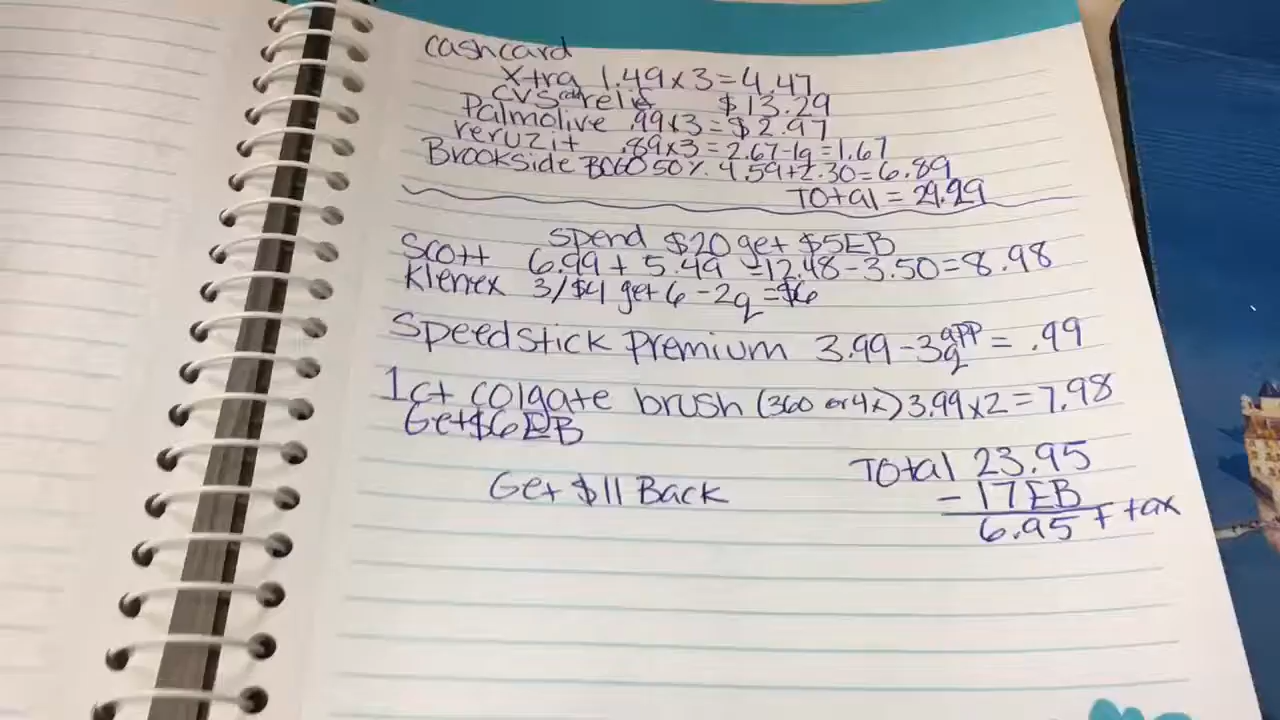 cashcard
Xtra 1.49x3=4.47
CVS relie $13.29
Palmolive .99x3=$2.97
reruzit .89x3=2.67-1q=1.67
Brookside BOGO50% 4.59+2.30=6.89
Total=29.29
spend $20 get $5EB
Scott 6.99+5.49=12.48-3.50=8.98
Klenex 3/$4 get 6-2q=$6
Speedstick Premium 3.99-3q app=.99
1ct colgate brush (360 or 4x) 3.99x2=7.98
Get $6EB
Total 23.95
Get $11 Back
-17EB
6.95 + tax